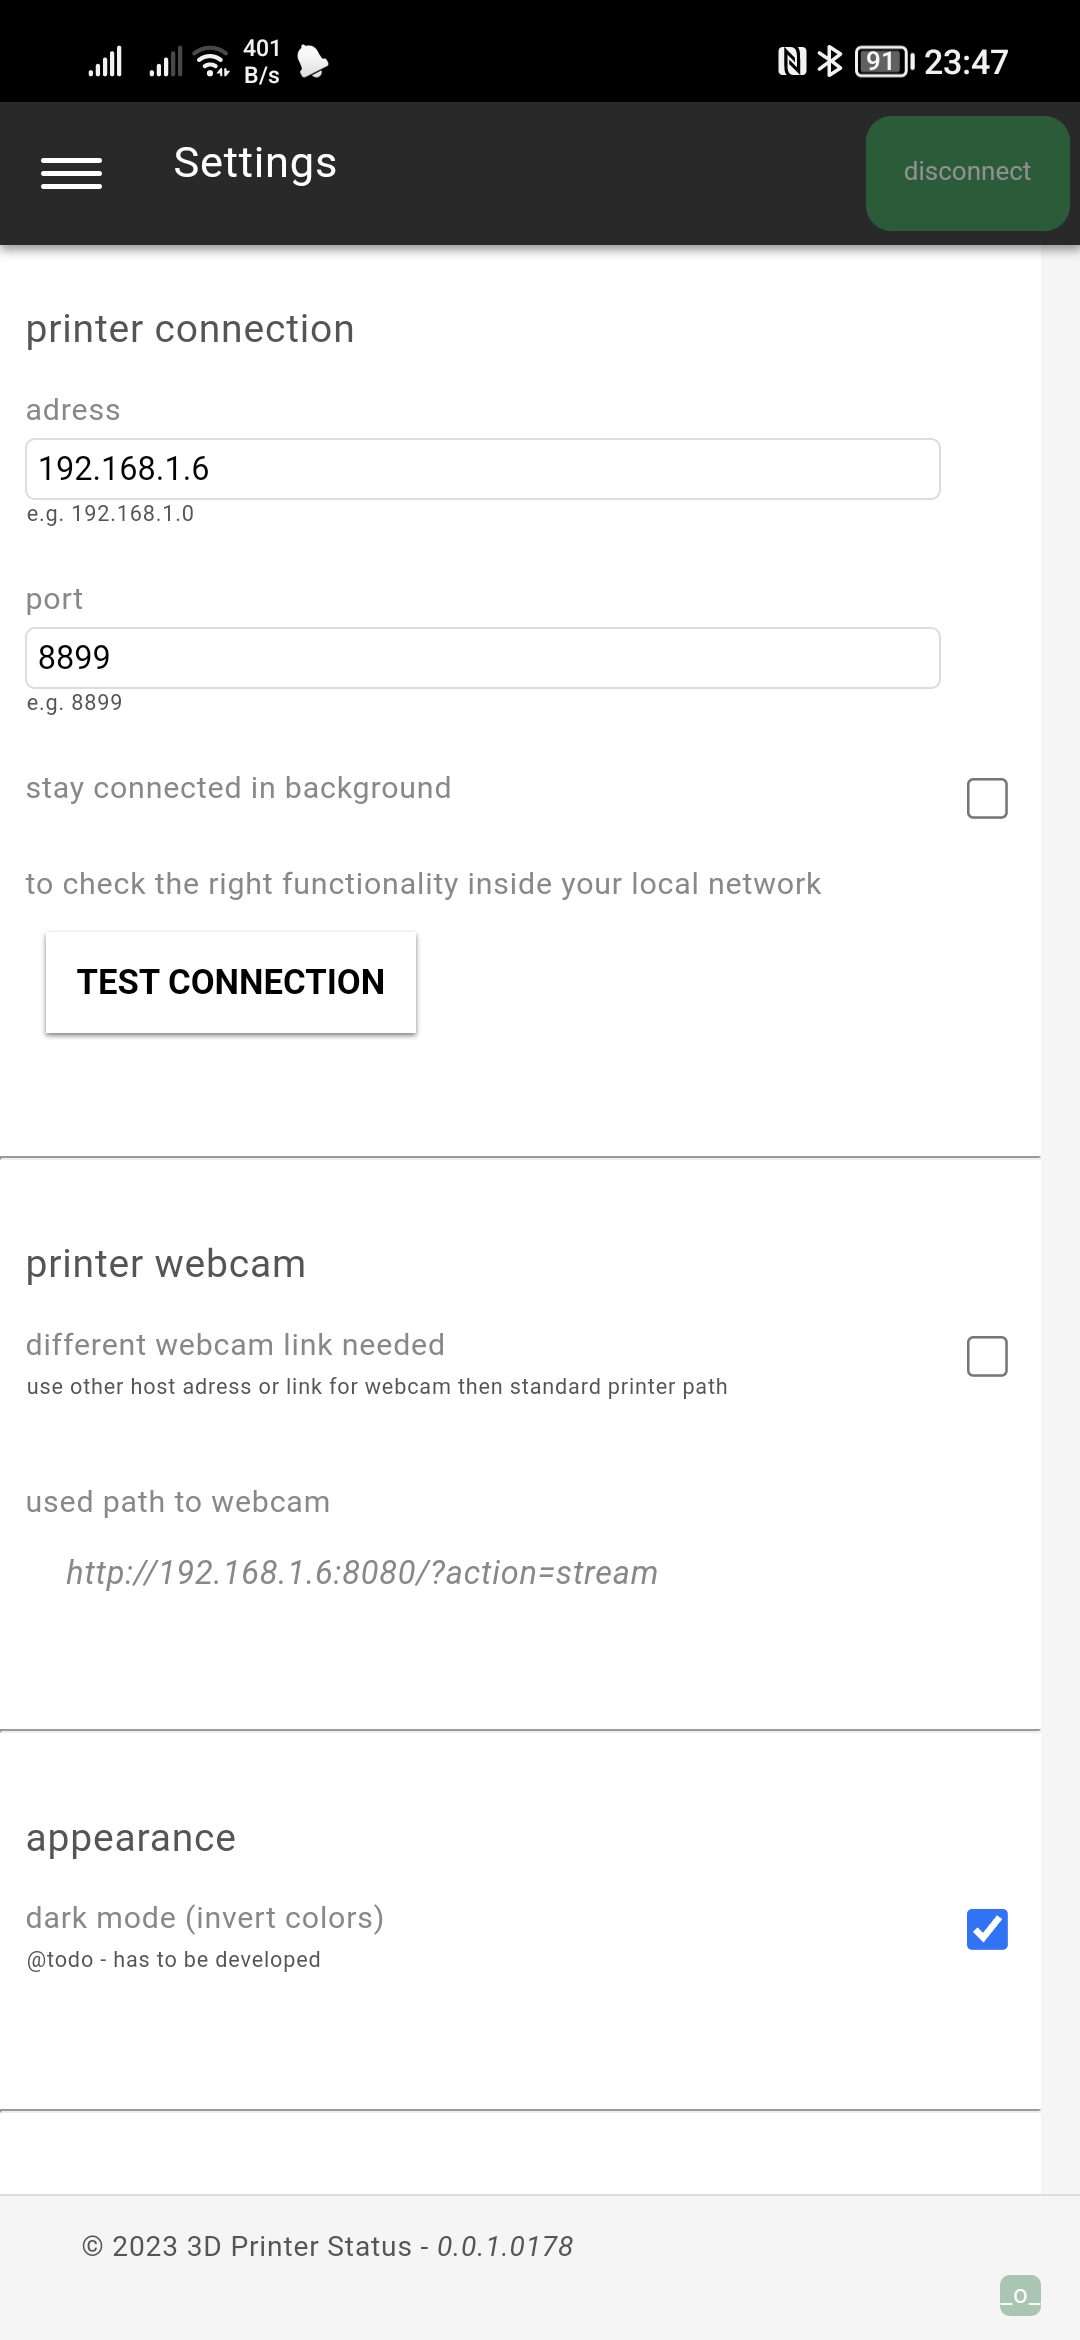 401
B/s
91
23:47
Settings
disconnect
printer connection
adress
192.168.1.6
e.g. 192.168.1.0
port
8899
e.g. 8899
stay connected in background
to check the right functionality inside your local network
TEST CONNECTION
printer webcam
different webcam link needed
use other host adress or link for webcam then standard printer path
used path to webcam
http://192.168.1.6:8080/?action=stream
appearance
dark mode (invert colors)
@todo - has to be developed
© 2023 3D Printer Status - 0.0.1.0178
_o_